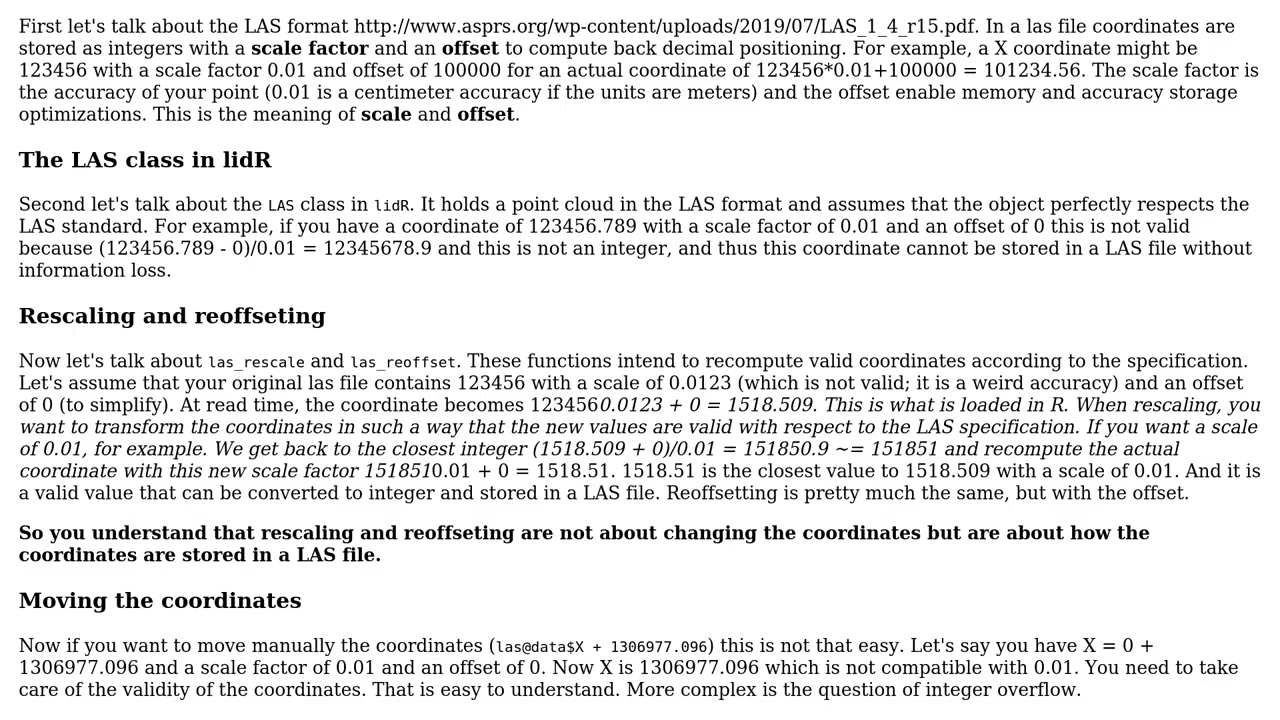 First let's talk about the LAS format http://www.asprs.org/wp-content/uploads/2019/07/LAS_1_4_r15.pdf. In a las file coordinates are
stored as integers with a scale factor and an offset to compute back decimal positioning. For example, a X coordinate might be
123456 with a scale factor 0.01 and offset of 100000 for an actual coordinate of 123456*0.01+100000 = 101234.56. The scale factor is
the accuracy of your point (0.01 is a centimeter accuracy if the units are meters) and the offset enable memory and accuracy storage
optimizations. This is the meaning of scale and offset.
The LAS class in lidR
Second let's talk about the LAS class in lidR. It holds a point cloud in the LAS format and assumes that the object perfectly respects the
LAS standard. For example, if you have a coordinate of 123456.789 with a scale factor of 0.01 and an offset of 0 this is not valid
because (123456.789 - 0)/0.01 = 12345678.9 and this is not an integer, and thus this coordinate cannot be stored in a LAS file without
information loss.
Rescaling and reoffseting
Now let's talk about las_rescale and las_reoffset. These functions intend to recompute valid coordinates according to the specification.
Let's assume that your original las file contains 123456 with a scale of 0.0123 (which is not valid; it is a weird accuracy) and an offset
of 0 (to simplify). At read time, the coordinate becomes 1234560.0123 + 0 = 1518.509. This is what is loaded in R. When rescaling, you
want to transform the coordinates in such a way that the new values are valid with respect to the LAS specification. If you want a scale
of 0.01, for example. We get back to the closest integer (1518.509 + 0)/0.01 = 151850.9 ~= 151851 and recompute the actual
coordinate with this new scale factor 1518510.01 + 0 = 1518.51. 1518.51 is the closest value to 1518.509 with a scale of 0.01. And it is
a valid value that can be converted to integer and stored in a LAS file. Reoffsetting is pretty much the same, but with the offset.
So you understand that rescaling and reoffseting are not about changing the coordinates but are about how the
coordinates are stored in a LAS file.
Moving the coordinates
Now if you want to move manually the coordinates (las@data$X + 1306977.096) this is not that easy. Let's say you have X = 0 +
1306977.096 and a scale factor of 0.01 and an offset of 0. Now X is 1306977.096 which is not compatible with 0.01. You need to take
care of the validity of the coordinates. That is easy to understand. More complex is the question of integer overflow.